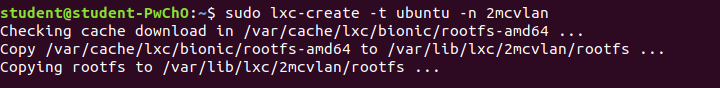 student@student-PwChO:~$ sudo lxc-create -t ubuntu -n 2mcvlan
Checking cache download in /var/cache/lxc/bionic/rootfs-amd64 ...
Copy /var/cache/lxc/bionic/rootfs-amd64 to /var/lib/lxc/2mcvlan/rootfs ...
Copying rootfs to /var/lib/lxc/2mcvlan/rootfs ...